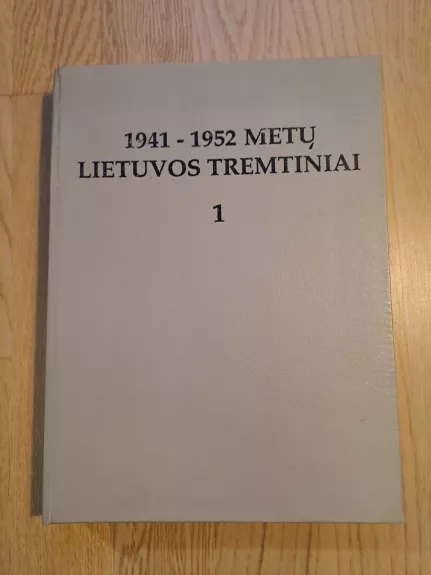 1941 - 1952 METŲ
LIETUVOS TREMTINIAI
1